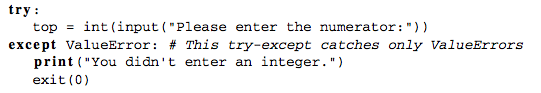 try:
    top = int(input("Please enter the numerator:"))
except ValueError: # This try-except catches only ValueErrors
    print("You didn't enter an integer.")
    exit(0)